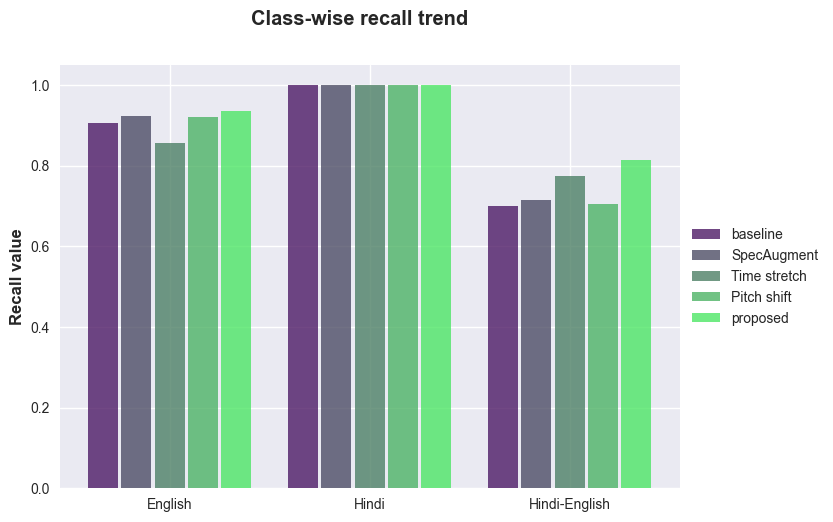 Class-wise recall trend
Recall value
1.0
0.8
0.6
0.4
0.2
0.0
English
Hindi
Hindi-English
baseline
SpecAugment
Time stretch
Pitch shift
proposed